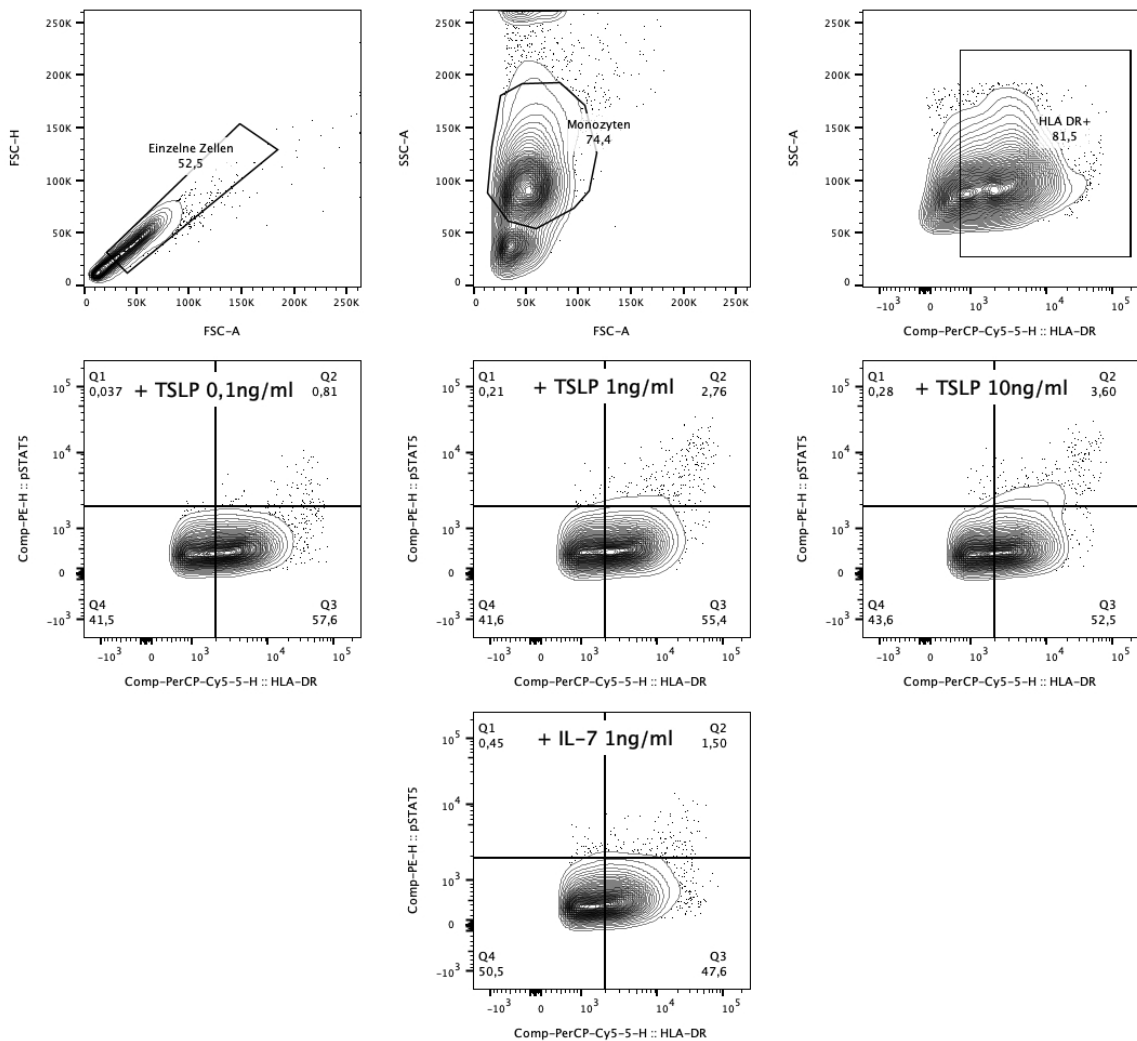 250K
200K
150K
100K
50K
0
FSC-H
Einzelne Zellen
52,5
0 50K 100K 150K 200K 250K
FSC-A
250K
200K
150K
100K
50K
0
SSC-A
Monozyten
74,4
0 50K 100K 150K 200K 250K
FSC-A
250K
200K
150K
100K
50K
0
SSC-A
HLA DR+
81,5
-10³ 0 10³ 10⁴ 10⁵
Comp-PerCP-Cy5-5-H :: HLA-DR
Q1
0,037
+ TSLP 0,1ng/ml
Q2
0,81
10⁵
10⁴
10³
0
-10³
Comp-PE-H :: pSTAT5
Q4
41,5
Q3
57,6
-10³ 0 10³ 10⁴ 10⁵
Comp-PerCP-Cy5-5-H :: HLA-DR
Q1
0,21
+ TSLP 1ng/ml
Q2
2,76
10⁵
10⁴
10³
0
-10³
Comp-PE-H :: pSTAT5
Q4
41,6
Q3
55,4
-10³ 0 10³ 10⁴ 10⁵
Comp-PerCP-Cy5-5-H :: HLA-DR
Q1
0,28
+ TSLP 10ng/ml
Q2
3,60
10⁵
10⁴
10³
0
-10³
Comp-PE-H :: pSTAT5
Q4
43,6
Q3
52,5
-10³ 0 10³ 10⁴ 10⁵
Comp-PerCP-Cy5-5-H :: HLA-DR
Q1
0,45
+ IL-7 1ng/ml
Q2
1,50
10⁵
10⁴
10³
0
-10³
Comp-PE-H :: pSTAT5
Q4
50,5
Q3
47,6
-10³ 0 10³ 10⁴ 10⁵
Comp-PerCP-Cy5-5-H :: HLA-DR